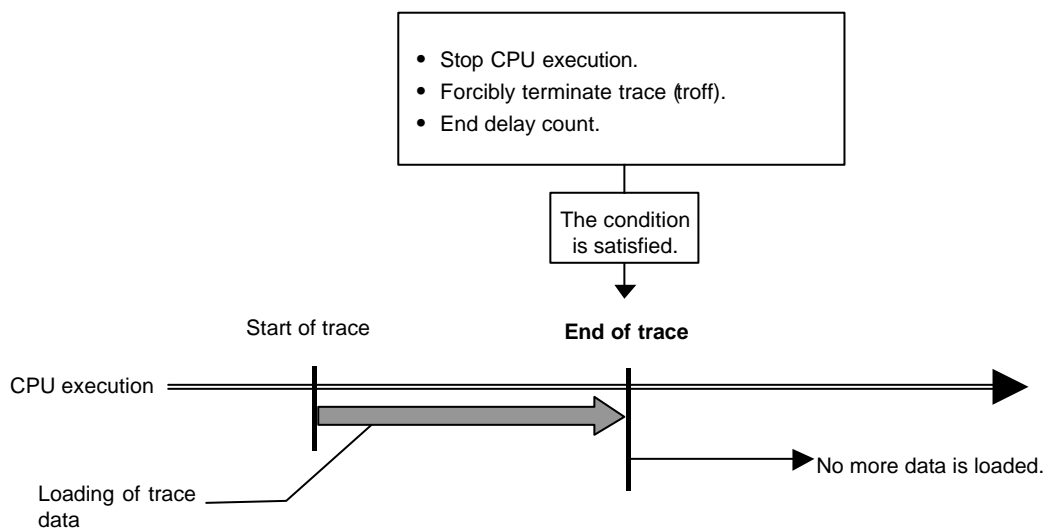 • Stop CPU execution.
• Forcibly terminate trace (troff).
• End delay count.
The condition
is satisfied.
Start of trace
End of trace
CPU execution
No more data is loaded.
Loading of trace
data